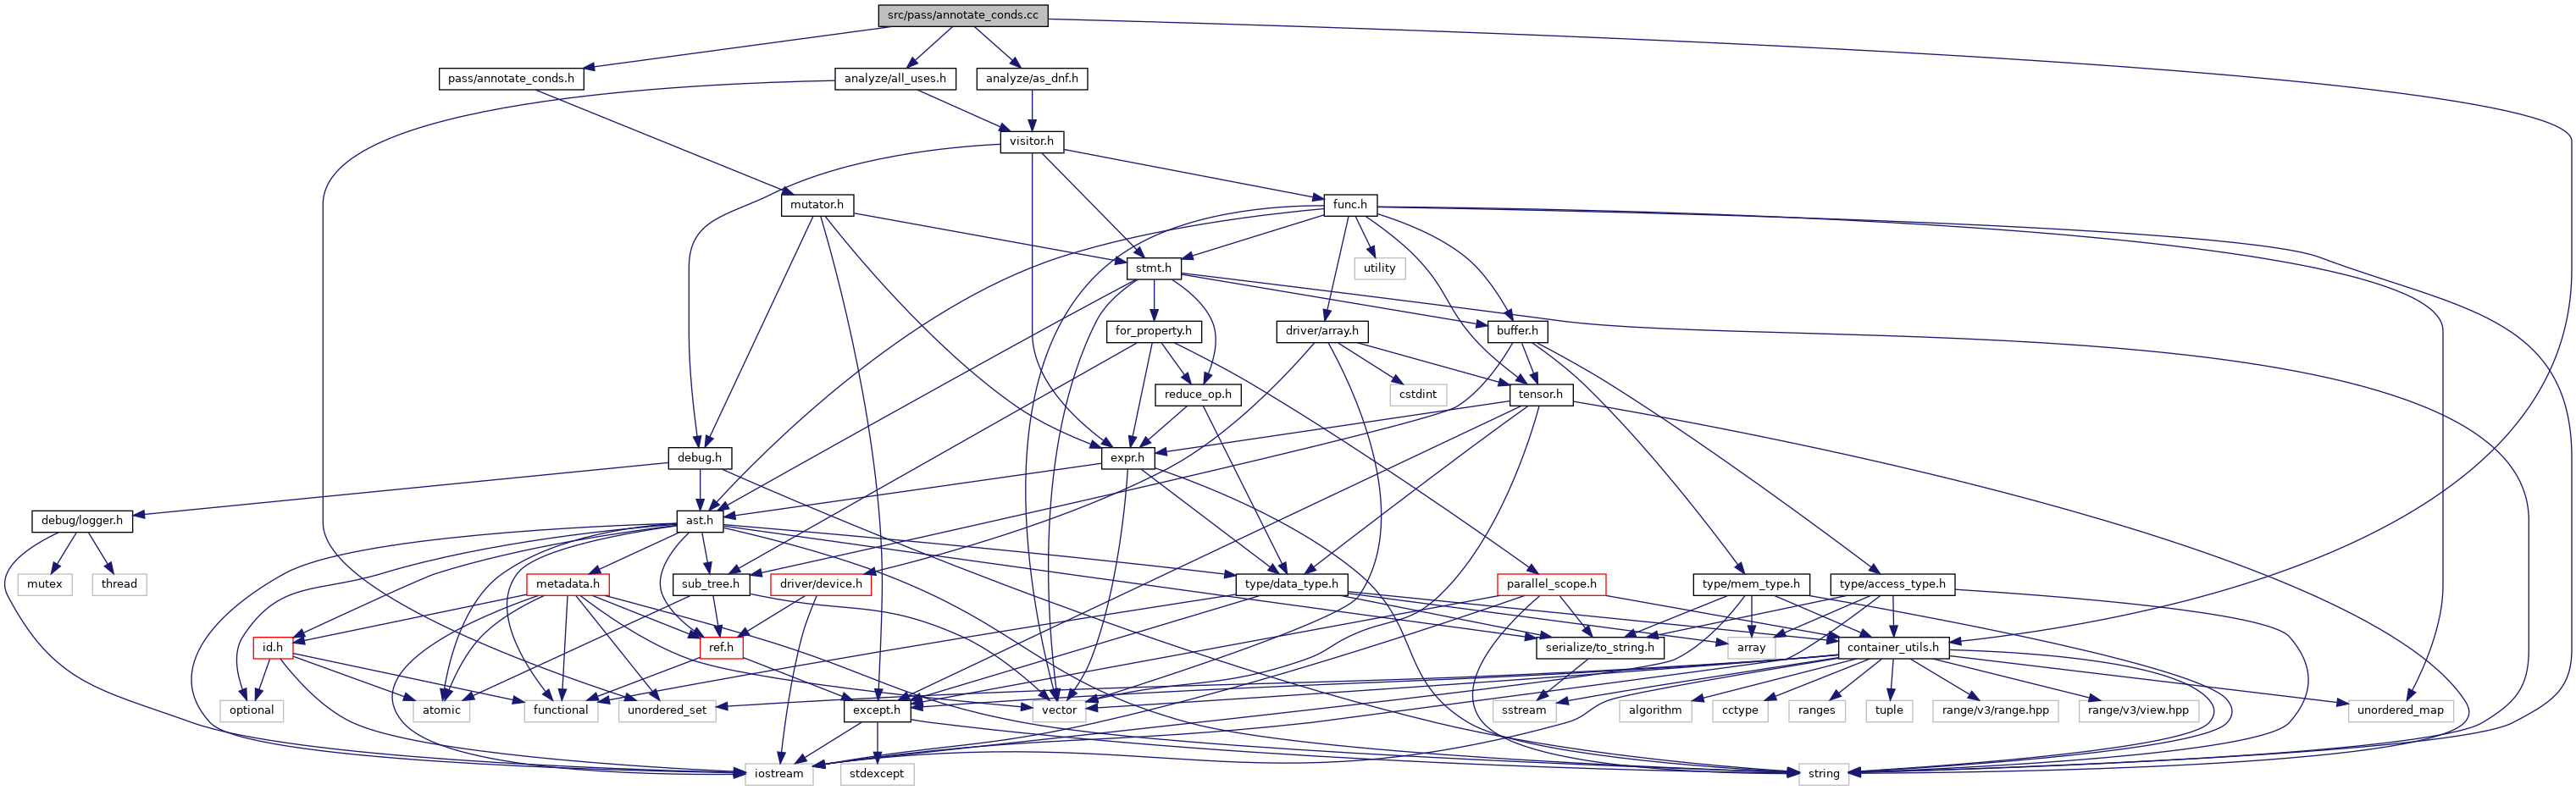 src/pass/annotate_conds.cc
pass/annotate_conds.h
analyze/all_uses.h
analyze/as_dnf.h
visitor.h
mutator.h
func.h
stmt.h
utility
for_property.h
driver/array.h
buffer.h
reduce_op.h
cstdint
tensor.h
debug.h
expr.h
debug/logger.h
ast.h
mutex
thread
metadata.h
sub_tree.h
driver/device.h
type/data_type.h
parallel_scope.h
type/mem_type.h
type/access_type.h
id.h
ref.h
serialize/to_string.h
array
container_utils.h
optional
atomic
functional
unordered_set
except.h
vector
sstream
algorithm
cctype
ranges
tuple
range/v3/range.hpp
range/v3/view.hpp
unordered_map
iostream
stdexcept
string